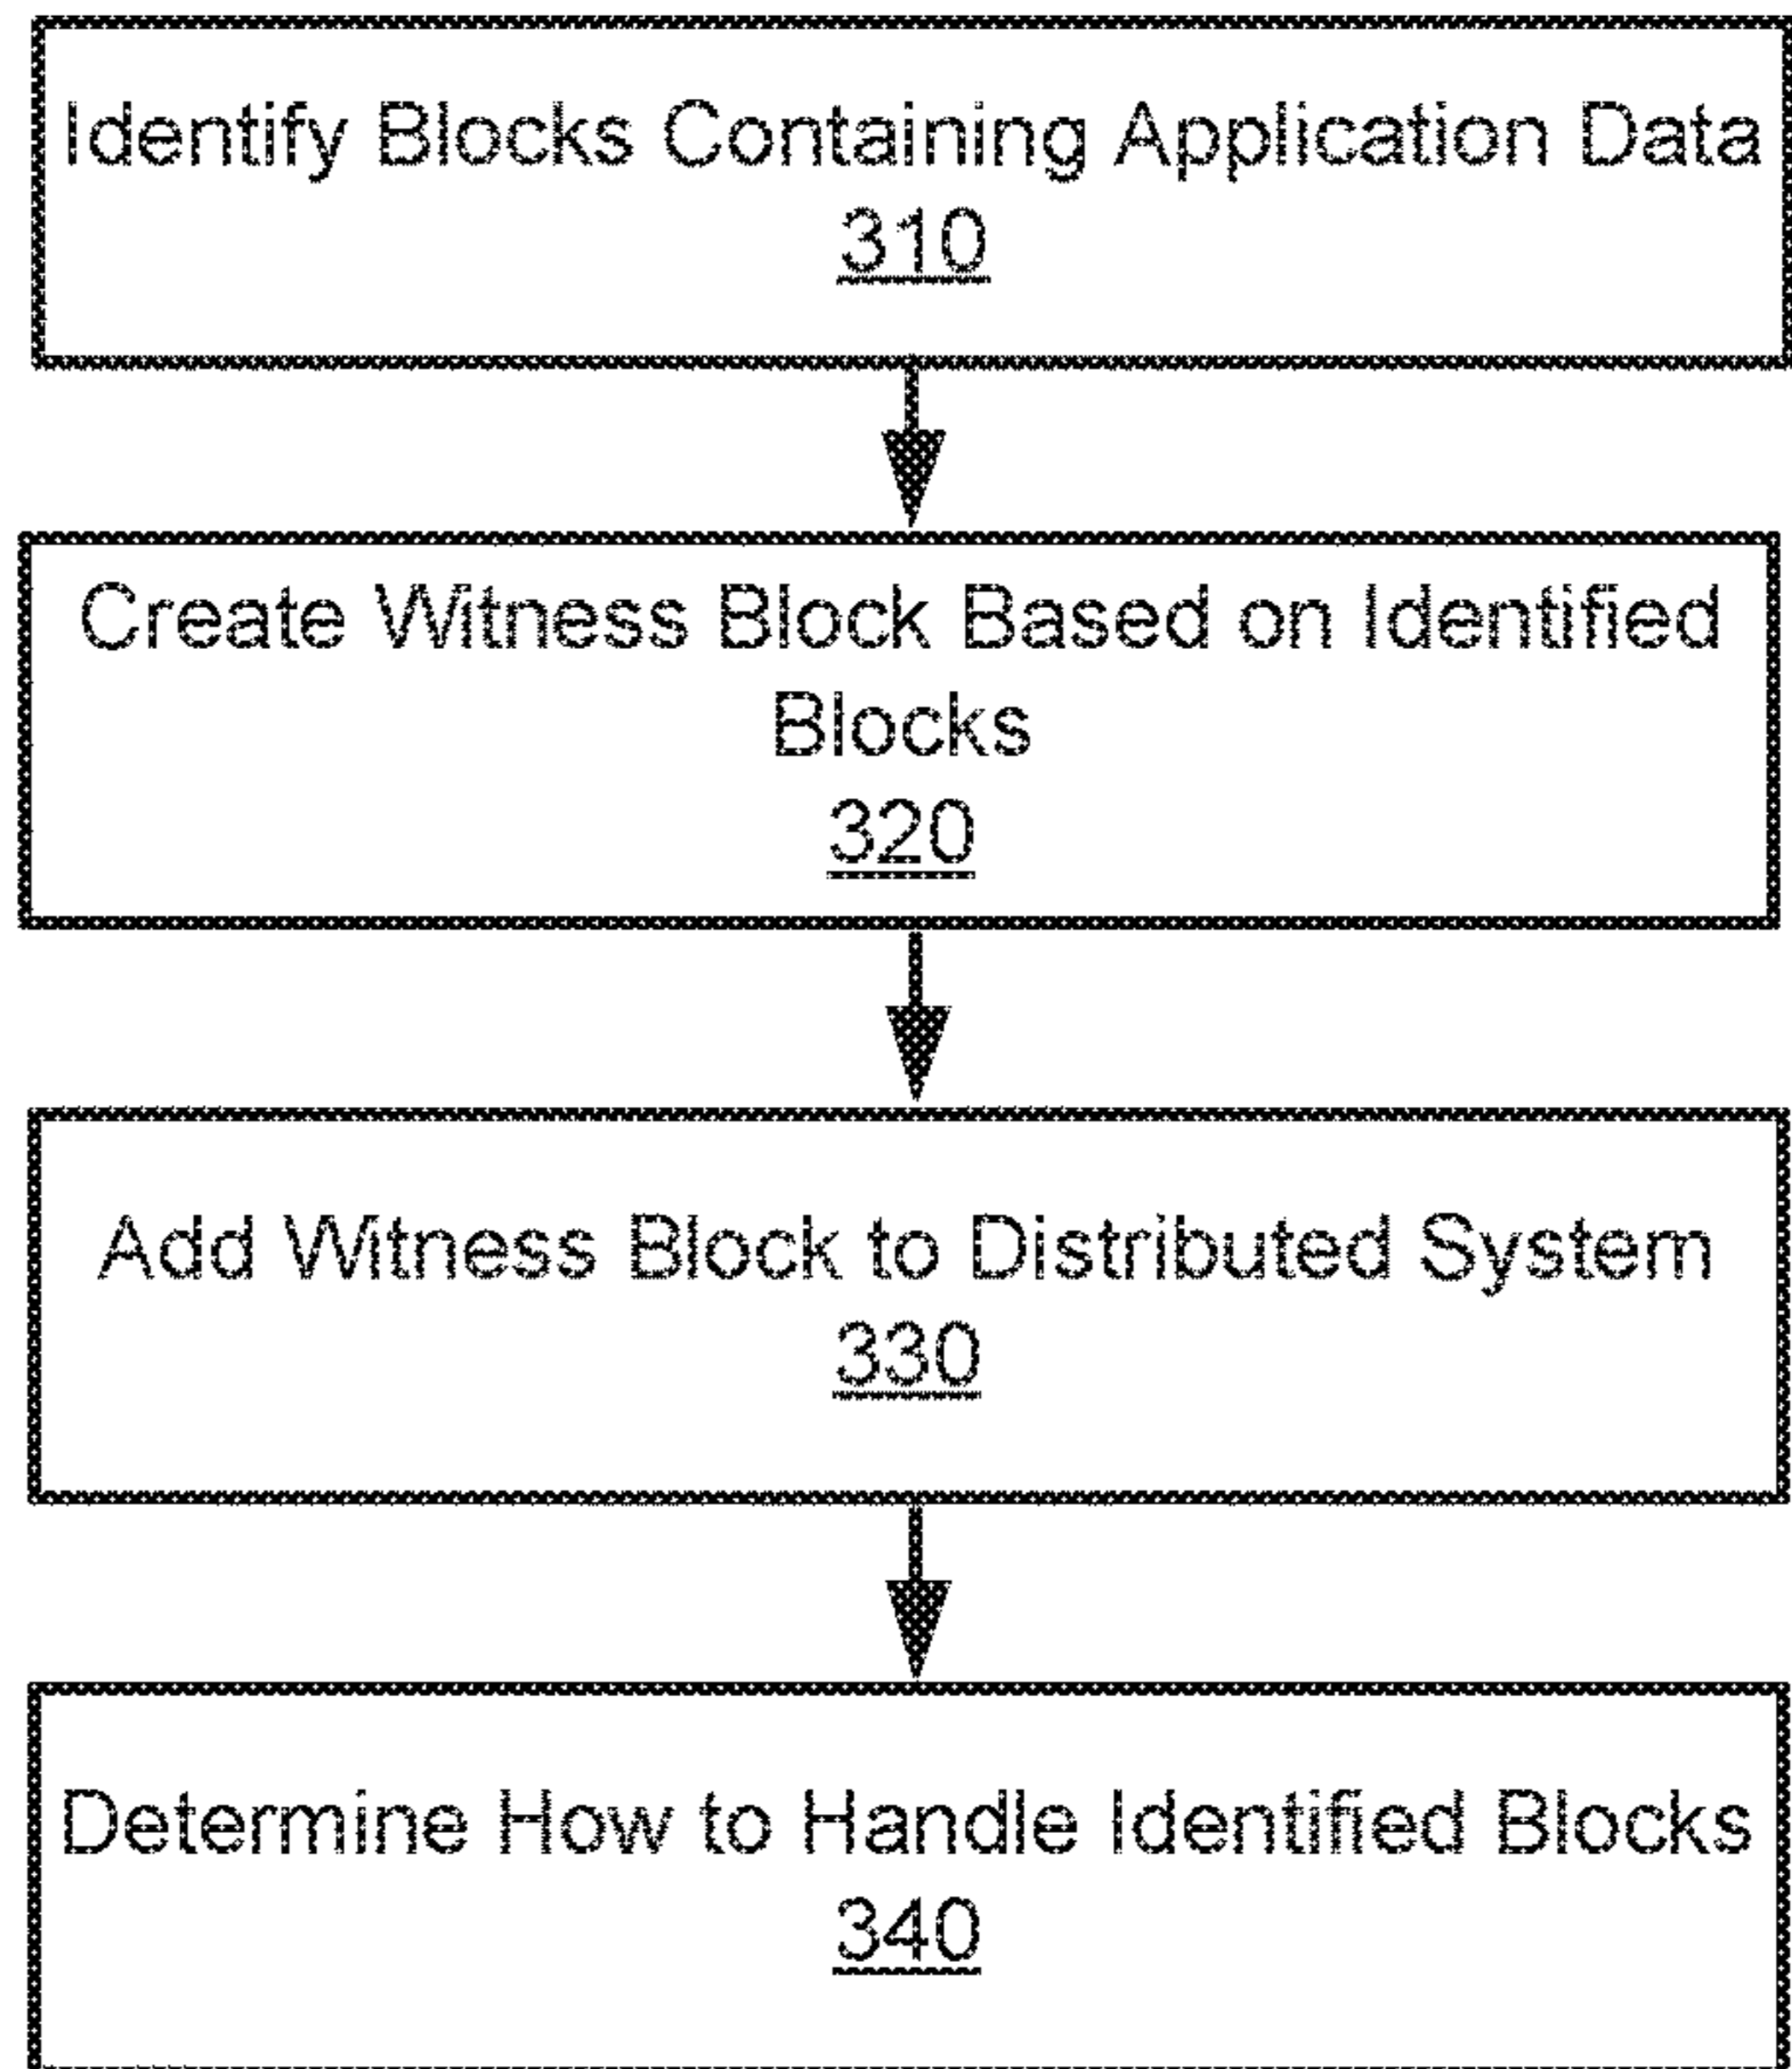 Identify Blocks Containing Application Data
310
Create Witness Block Based on Identified
Blocks
320
Add Witness Block to Distributed System
330
Determine How to Handle Identified Blocks
340